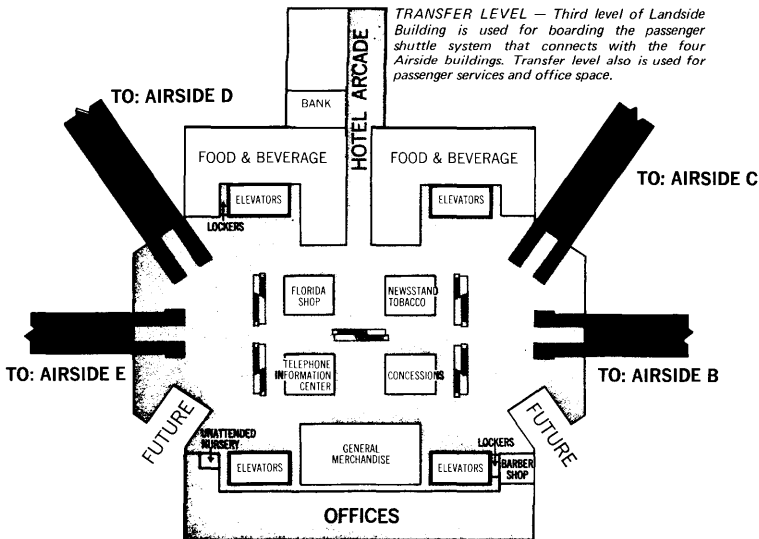 TRANSFER LEVEL — Third level of Landside
Building is used for boarding the passenger
shuttle system that connects with the four
Airside buildings. Transfer level also is used for
passenger services and office space.
TO: AIRSIDE D
BANK
HOTEL ARCADE
FOOD & BEVERAGE
FOOD & BEVERAGE
TO: AIRSIDE C
ELEVATORS
ELEVATORS
LOCKERS
FLORIDA
SHOP
NEWSSTAND
TOBACCO
TELEPHONE
INFORMATION
CENTER
CONCESSIONS
TO: AIRSIDE E
TO: AIRSIDE B
FUTURE
FUTURE
UNATTENDED
NURSERY
GENERAL
MERCHANDISE
LOCKERS
ELEVATORS
ELEVATORS
BARBER
SHOP
OFFICES